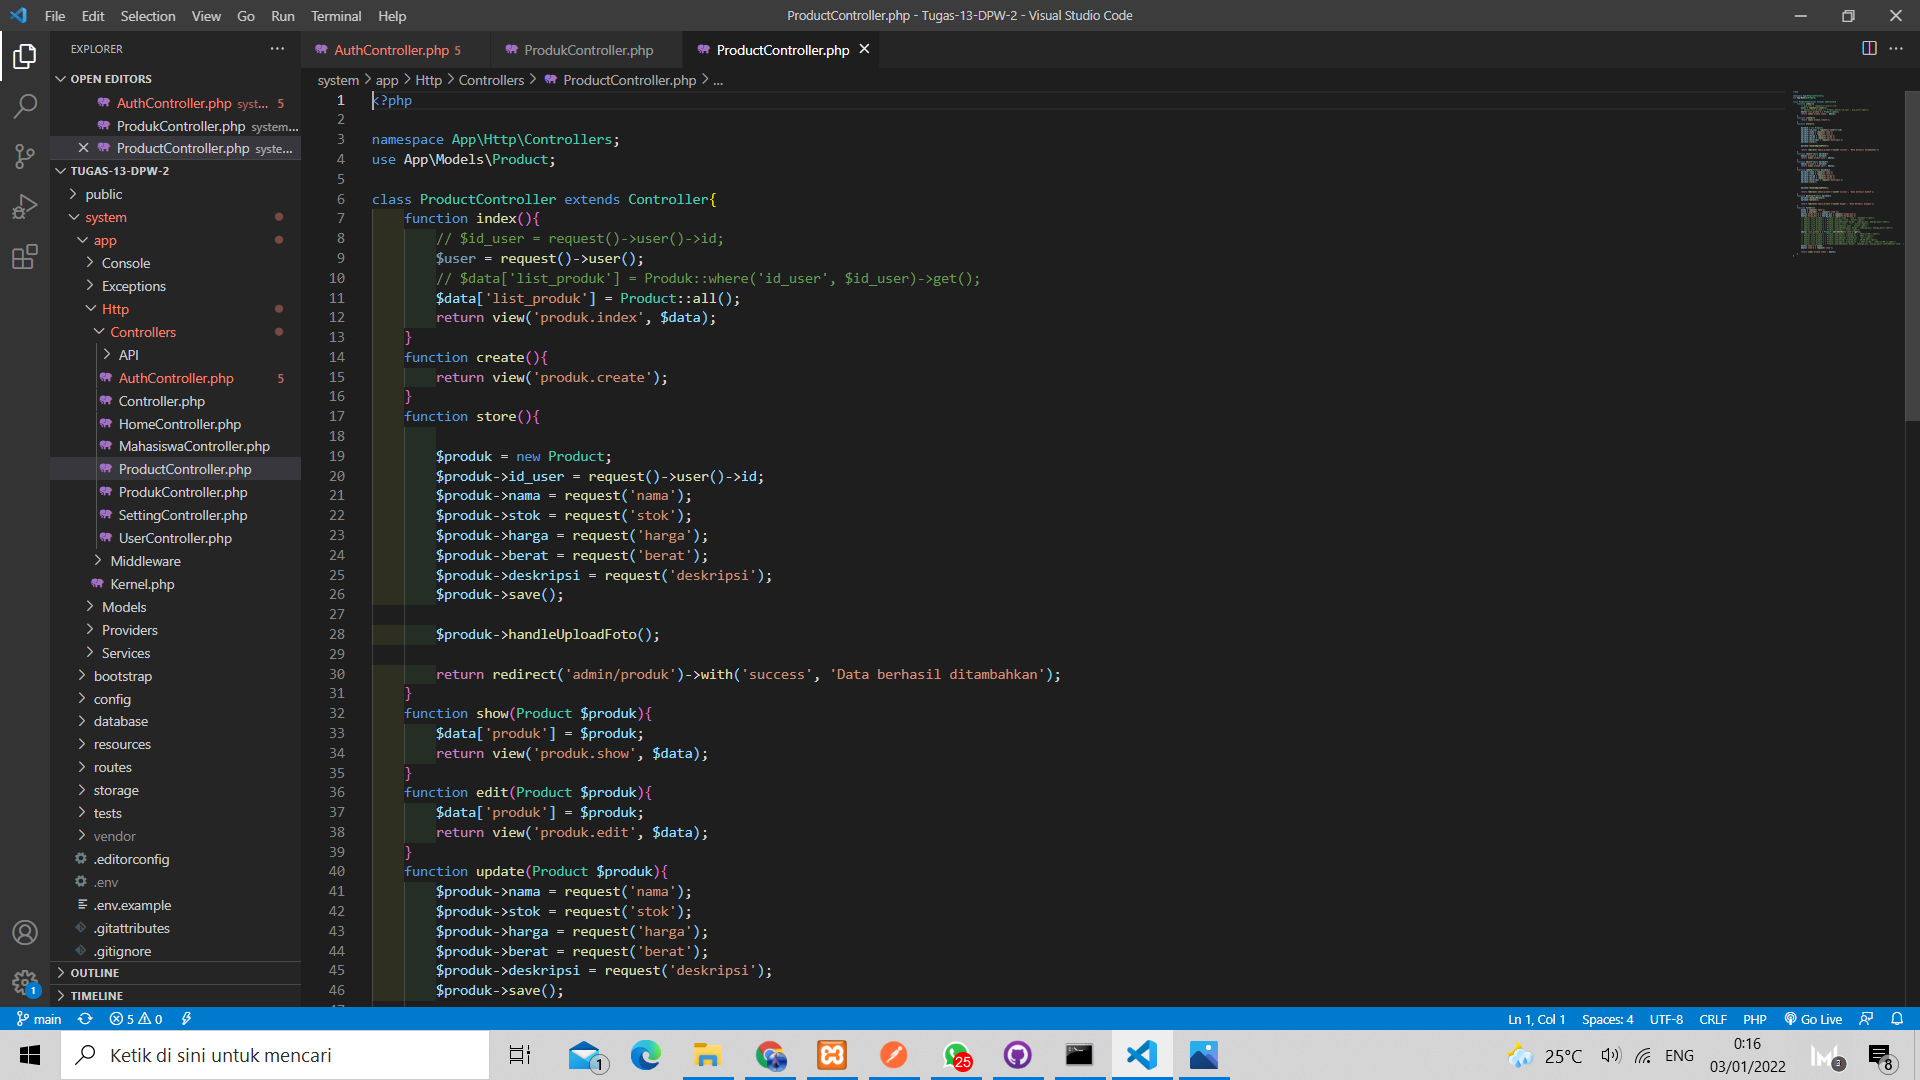 File Edit Selection View Go Run Terminal Help
ProductController.php - Tugas-13-DPW-2 - Visual Studio Code
EXPLORER
OPEN EDITORS
AuthController.php syst... 5
ProdukController.php system...
ProductController.php syste...
TUGAS-13-DPW-2
public
system
app
Console
Exceptions
Http
Controllers
API
AuthController.php 5
Controller.php
HomeController.php
MahasiswaController.php
ProductController.php
ProdukController.php
SettingController.php
UserController.php
Middleware
Kernel.php
Models
Providers
Services
bootstrap
config
database
resources
routes
storage
tests
vendor
.editorconfig
.env
.env.example
.gitattributes
.gitignore
OUTLINE
TIMELINE
AuthController.php 5
ProdukController.php
ProductController.php
system > app > Http > Controllers > ProductController.php > ...
1 <?php
2
3 namespace App\Http\Controllers;
4 use App\Models\Product;
5
6 class ProductController extends Controller{
7 function index(){
8 // $id_user = request()->user()->id;
9 $user = request()->user();
10 // $data['list_produk'] = Produk::where('id_user', $id_user)->get();
11 $data['list_produk'] = Product::all();
12 return view('produk.index', $data);
13 }
14 function create(){
15 return view('produk.create');
16 }
17 function store(){
18
19 $produk = new Product;
20 $produk->id_user = request()->user()->id;
21 $produk->nama = request('nama');
22 $produk->stok = request('stok');
23 $produk->harga = request('harga');
24 $produk->berat = request('berat');
25 $produk->deskripsi = request('deskripsi');
26 $produk->save();
27
28 $produk->handleUploadFoto();
29
30 return redirect('admin/produk')->with('success', 'Data berhasil ditambahkan');
31 }
32 function show(Product $produk){
33 $data['produk'] = $produk;
34 return view('produk.show', $data);
35 }
36 function edit(Product $produk){
37 $data['produk'] = $produk;
38 return view('produk.edit', $data);
39 }
40 function update(Product $produk){
41 $produk->nama = request('nama');
42 $produk->stok = request('stok');
43 $produk->harga = request('harga');
44 $produk->berat = request('berat');
45 $produk->deskripsi = request('deskripsi');
46 $produk->save();
1
main 5 0
Ln 1, Col 1 Spaces: 4 UTF-8 CRLF PHP Go Live
Ketik di sini untuk mencari
1
25
25°C ENG
0:16
03/01/2022
3
8